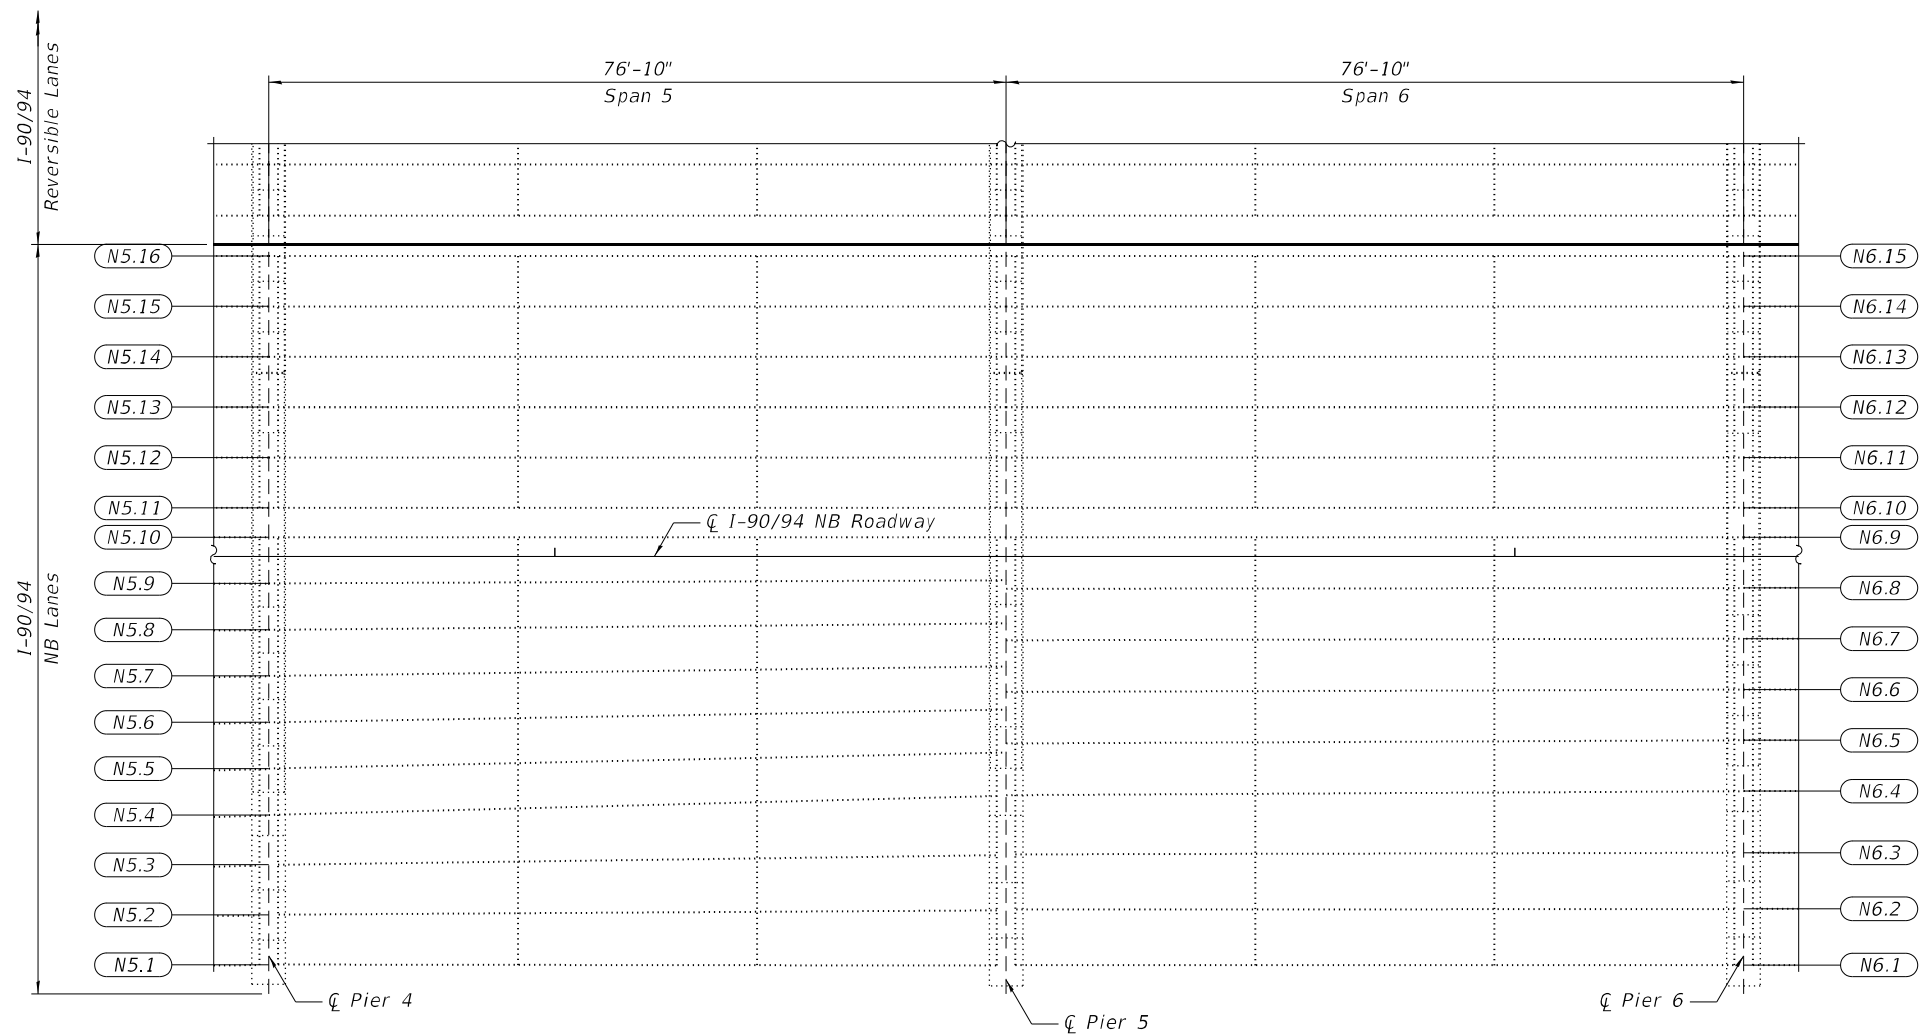 76'-10"
Span 5
76'-10"
Span 6
I-90/94
Reversible Lanes
N5.16
N5.15
N5.14
N5.13
N5.12
N5.11
N5.10
N5.9
N5.8
N5.7
N5.6
N5.5
N5.4
N5.3
N5.2
N5.1
I-90/94
NB Lanes
℄ I-90/94 NB Roadway
N6.15
N6.14
N6.13
N6.12
N6.11
N6.10
N6.9
N6.8
N6.7
N6.6
N6.5
N6.4
N6.3
N6.2
N6.1
℄ Pier 4
℄ Pier 5
℄ Pier 6